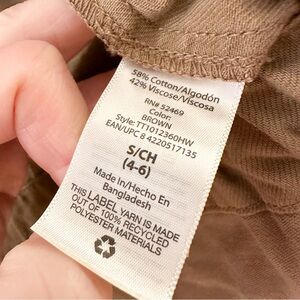 58% Cotton/Algodón
42% Viscose/Viscosa
RN# 52469
Color:
BROWN
Style: TT1012360HW
EAN/UPC 8 4220517135
S/CH
(4-6)
Made in/Hecho En
Bangladesh
THIS LABEL YARN IS MADE
OUT OF 100% RECYCLED
POLYESTER MATERIALS